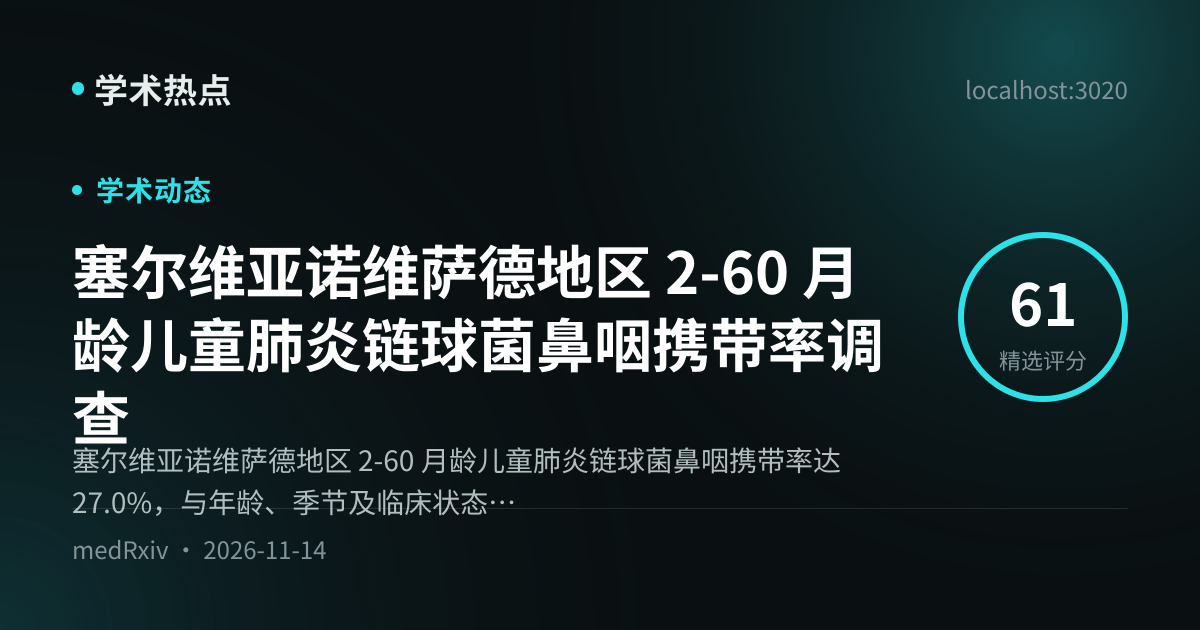 学术热点
localhost:3020
学术动态
塞尔维亚诺维萨德地区 2-60 月
龄儿童肺炎链球菌鼻咽携带率调
查
61
精选评分
塞尔维亚诺维萨德地区 2-60 月龄儿童肺炎链球菌鼻咽携带率达
27.0%，与年龄、季节及临床状态…
medRxiv · 2026-11-14